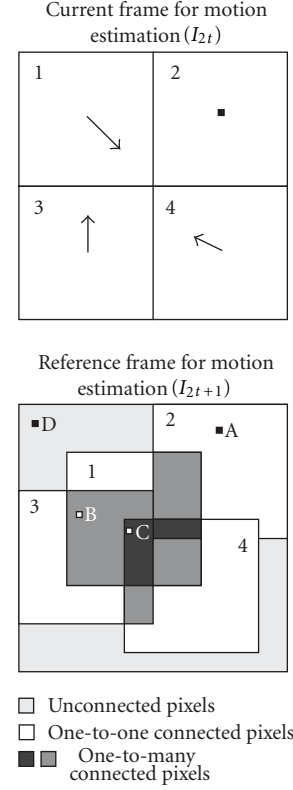 Current frame for motion
estimation (I2t)
1
2
3
4
Reference frame for motion
estimation (I2t+1)
D
2
A
1
3
B
C
4
Unconnected pixels
One-to-one connected pixels
One-to-many
connected pixels